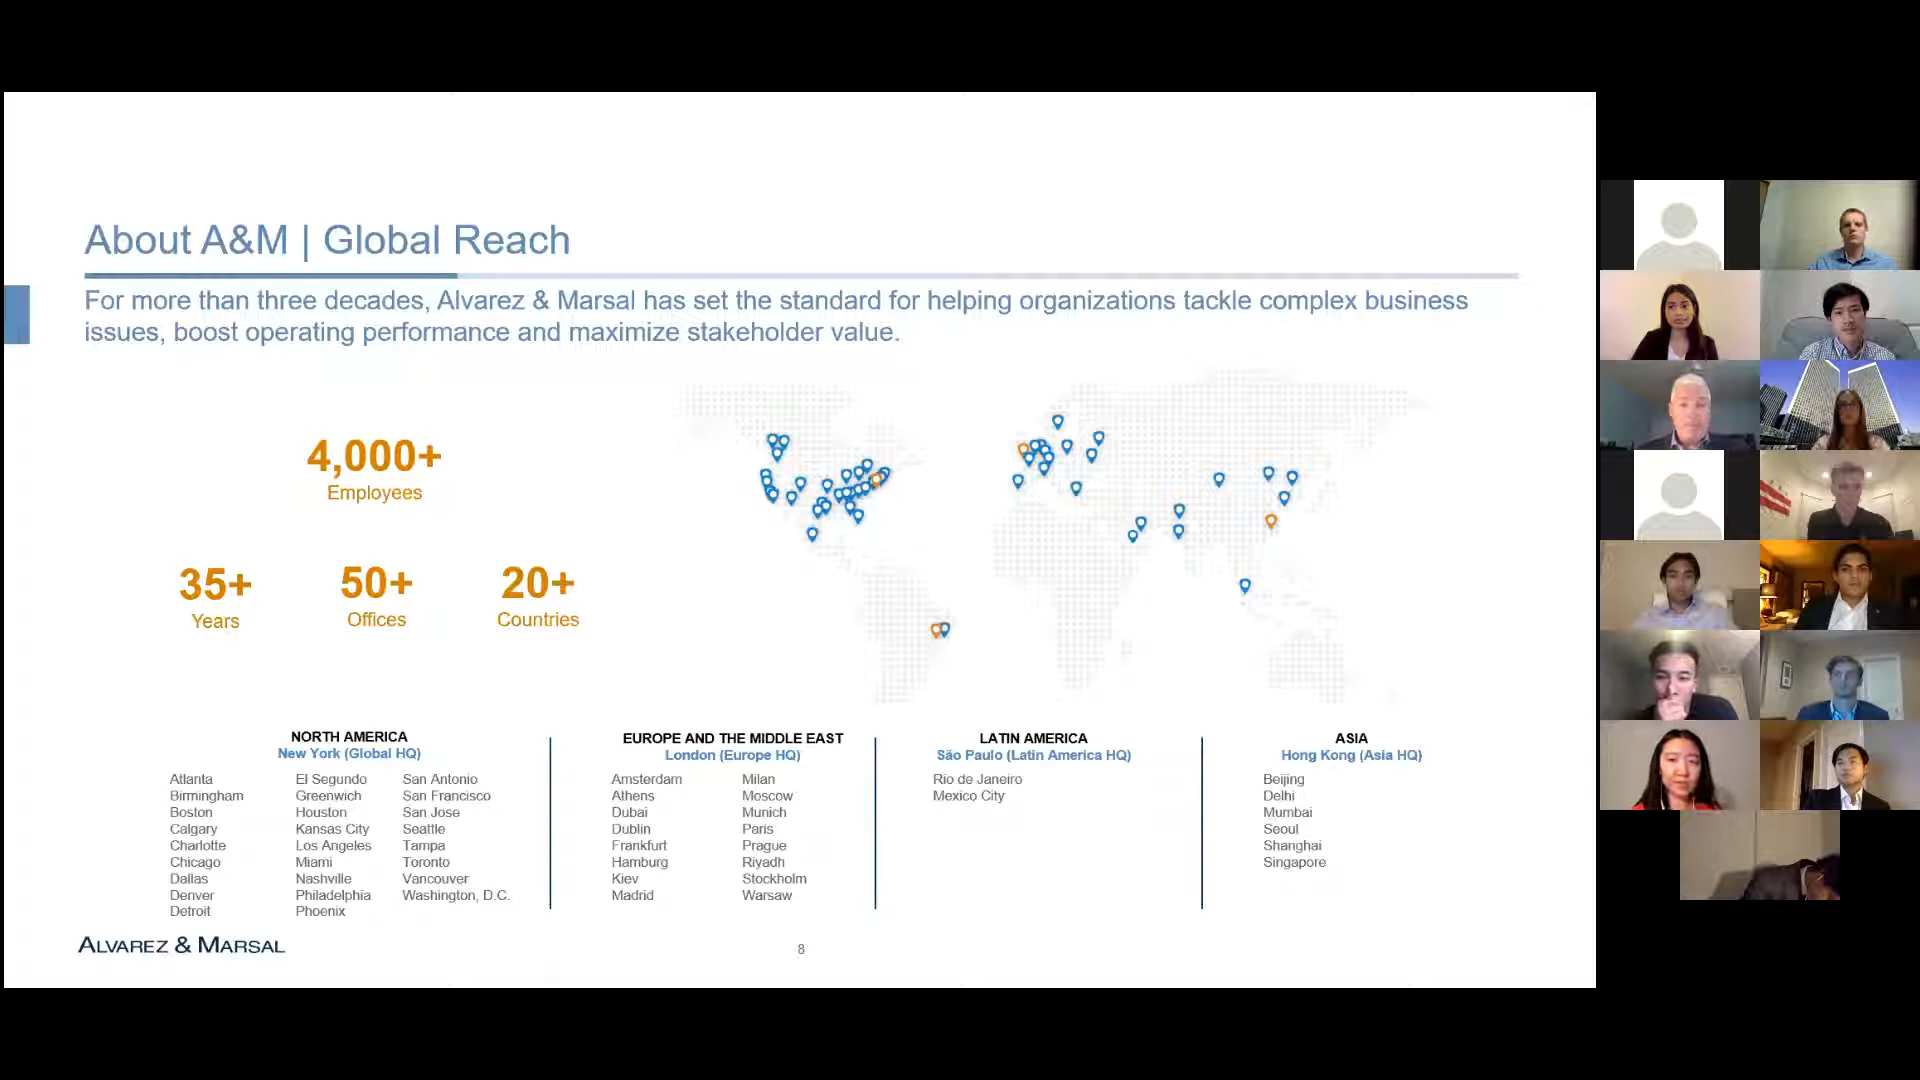 About A&M | Global Reach
For more than three decades, Alvarez & Marsal has set the standard for helping organizations tackle complex business
issues, boost operating performance and maximize stakeholder value.
4,000+
Employees
35+
Years
50+
Offices
20+
Countries
NORTH AMERICA
New York (Global HQ)
Atlanta
Birmingham
Boston
Calgary
Charlotte
Chicago
Dallas
Denver
Detroit
El Segundo
Greenwich
Houston
Kansas City
Los Angeles
Miami
Nashville
Philadelphia
Phoenix
San Antonio
San Francisco
San Jose
Seattle
Tampa
Toronto
Vancouver
Washington, D.C.
EUROPE AND THE MIDDLE EAST
London (Europe HQ)
Amsterdam
Athens
Dubai
Dublin
Frankfurt
Hamburg
Kiev
Madrid
Milan
Moscow
Munich
Paris
Prague
Riyadh
Stockholm
Warsaw
LATIN AMERICA
São Paulo (Latin America HQ)
Rio de Janeiro
Mexico City
ASIA
Hong Kong (Asia HQ)
Beijing
Delhi
Mumbai
Seoul
Shanghai
Singapore
ALVAREZ & MARSAL
8